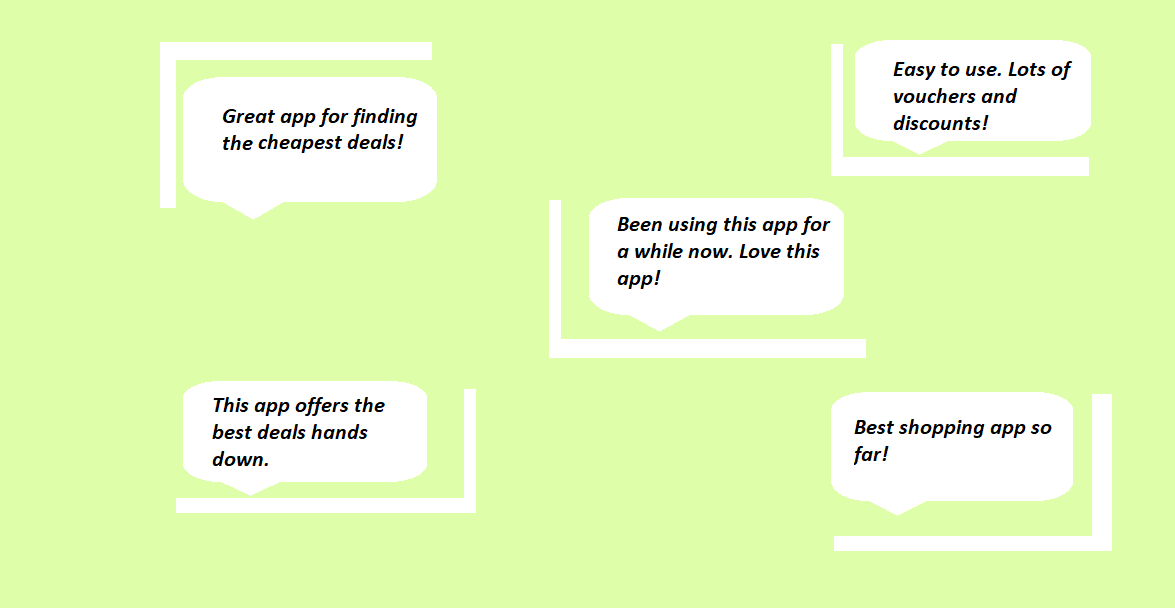 Great app for finding
the cheapest deals!
Easy to use. Lots of
vouchers and
discounts!
Been using this app for
a while now. Love this
app!
This app offers the
best deals hands
down.
Best shopping app so
far!